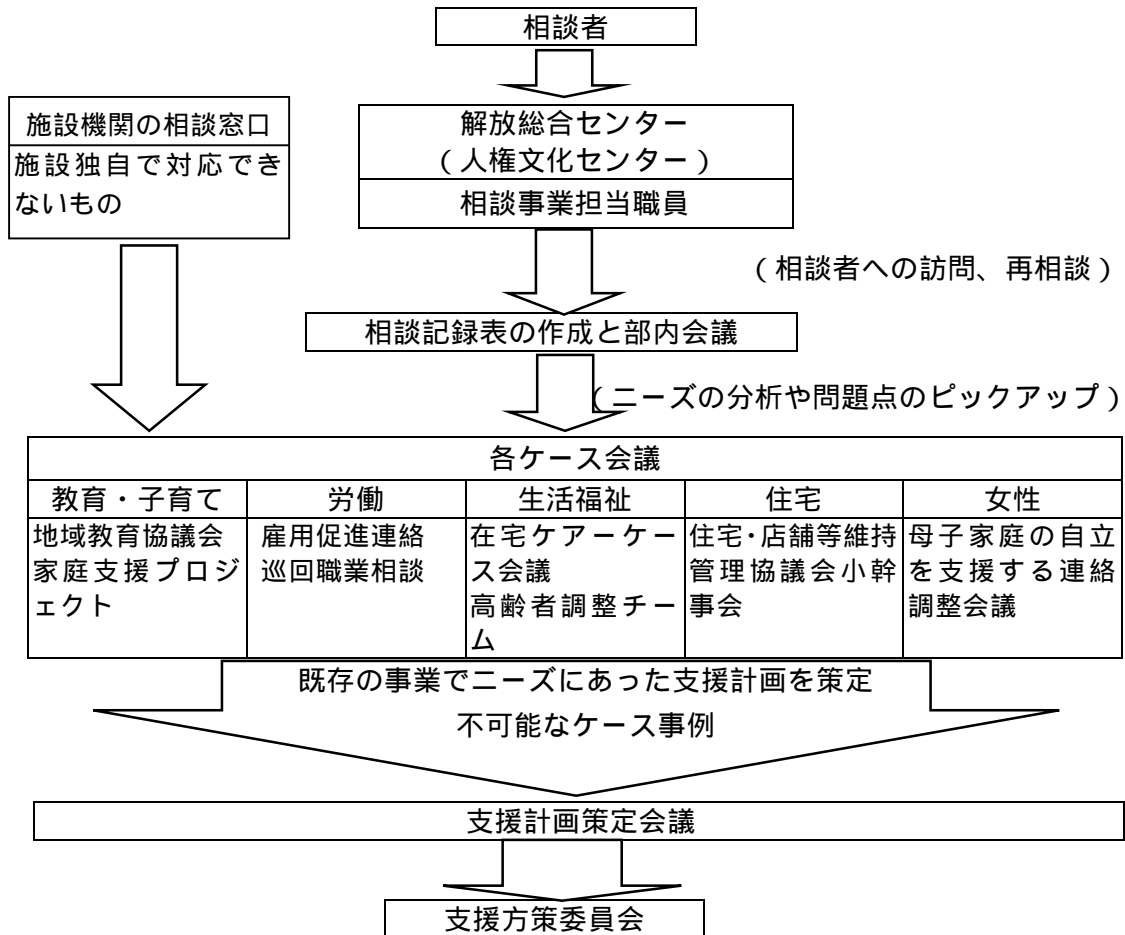 相談者
施設機関の相談窓口
施設独自で対応でき
ないもの
解放総合センター
(人権文化センター)
相談事業担当職員
(相談者への訪問、再相談)
相談記録表の作成と部内会議
(ニーズの分析や問題点のピックアップ)
各ケース会議
教育・子育て
地域教育協議会
家庭支援プロジ
ェクト
労働
雇用促進連絡
巡回職業相談
生活福祉
在宅ケアーケー
ス会議
高齢者調整チー
ム
住宅
住宅・店舗等維持
管理協議会小幹
事会
女性
母子家庭の自立
を支援する連絡
調整会議
既存の事業でニーズにあった支援計画を策定
不可能なケース事例
支援計画策定会議
支援方策委員会